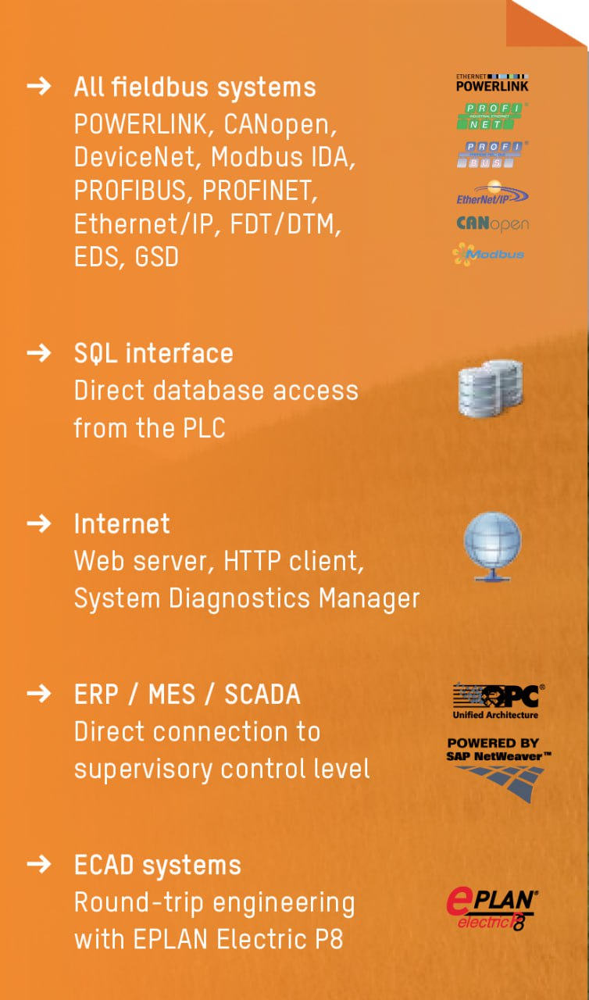 → All fieldbus systems
POWERLINK, CANopen,
DeviceNet, Modbus IDA,
PROFIBUS, PROFINET,
Ethernet/IP, FDT/DTM,
EDS, GSD
ETHERNET
POWERLINK
PROFI
INDUSTRIAL ETHERNET
NET
PROFI
BUS
EtherNet/IP
CANopen
Modbus
→ SQL interface
Direct database access
from the PLC
→ Internet
Web server, HTTP client,
System Diagnostics Manager
→ ERP / MES / SCADA
Direct connection to
supervisory control level
OPC®
Unified Architecture
POWERED BY
SAP NetWeaver™
→ ECAD systems
Round-trip engineering
with EPLAN Electric P8
ePLAN®
electric P8